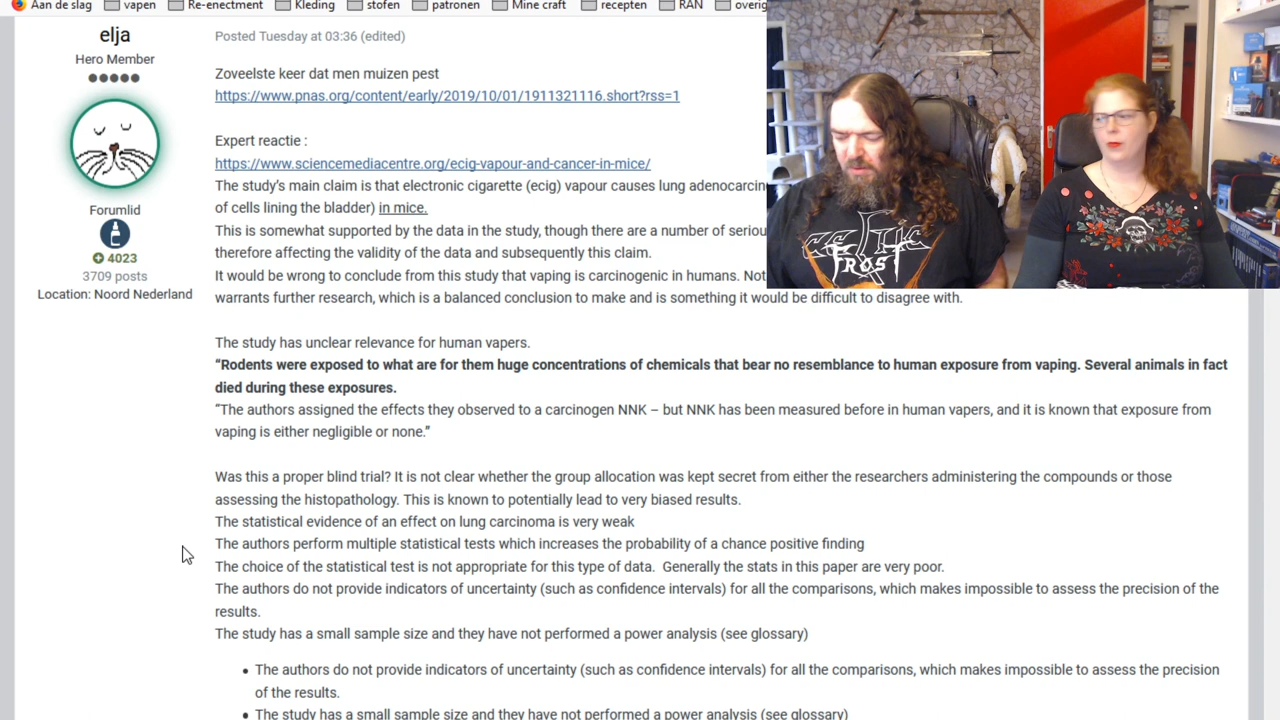 Aan de slag vapen Re-enectment Kleding stofen patronen Mine craft recepten RAN overig
elja
Hero Member
Forumlid
4023
3709 posts
Location: Noord Nederland
Posted Tuesday at 03:36 (edited)
Zoveelste keer dat men muizen pest
https://www.pnas.org/content/early/2019/10/01/1911321116.short?rss=1
Expert reactie :
https://www.sciencemediacentre.org/ecig-vapour-and-cancer-in-mice/
The study's main claim is that electronic cigarette (ecig) vapour causes lung
of cells lining the bladder) in mice.
This is somewhat supported by the data in the study, though there are a number of
therefore affecting the validity of the data and subsequently this claim.
It would be wrong to conclude from this study that vaping is carcinogenic in humans.
warrants further research, which is a balanced conclusion to make and is something it would be difficult to disagree with.
The study has unclear relevance for human vapers.
“Rodents were exposed to what are for them huge concentrations of chemicals that bear no resemblance to human exposure from vaping. Several animals in fact
died during these exposures.
“The authors assigned the effects they observed to a carcinogen NNK – but NNK has been measured before in human vapers, and it is known that exposure from
vaping is either negligible or none.”
Was this a proper blind trial? It is not clear whether the group allocation was kept secret from either the researchers administering the compounds or those
assessing the histopathology. This is known to potentially lead to very biased results.
The statistical evidence of an effect on lung carcinoma is very weak
The authors perform multiple statistical tests which increases the probability of a chance positive finding
The choice of the statistical test is not appropriate for this type of data. Generally the stats in this paper are very poor.
The authors do not provide indicators of uncertainty (such as confidence intervals) for all the comparisons, which makes impossible to assess the precision of the
results.
The study has a small sample size and they have not performed a power analysis (see glossary)
• The authors do not provide indicators of uncertainty (such as confidence intervals) for all the comparisons, which makes impossible to assess the precision
of the results.
• The study has a small sample size and they have not performed a power analysis (see glossary)
CELTIC
FROST